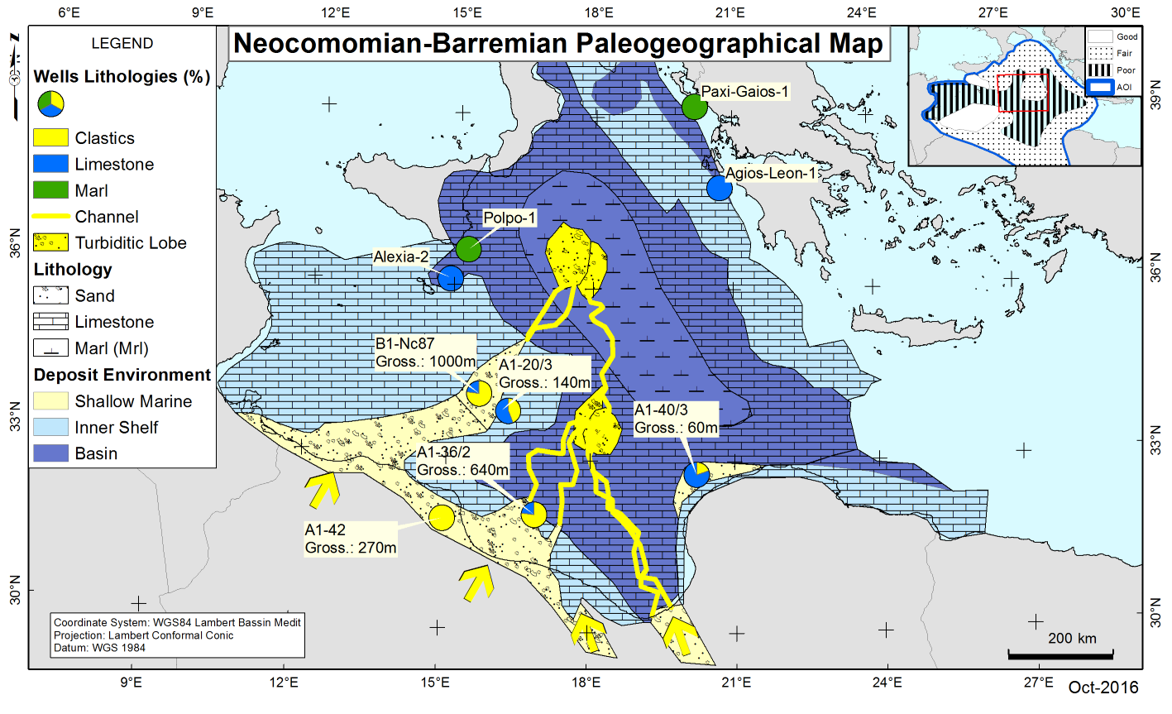 6°E 9°E 12°E 15°E 18°E 21°E 24°E 27°E 30°E
Neocomomian-Barremian Paleogeographical Map
LEGEND
Wells Lithologies (%)
Clastics
Limestone
Marl
Channel
Turbiditic Lobe
Lithology
Sand
Limestone
Marl (Mrl)
Deposit Environment
Shallow Marine
Inner Shelf
Basin
Good
Fair
Poor
AOI
Paxi-Gaios-1
Agios-Leon-1
Polpo-1
Alexia-2
B1-Nc87
Gross.: 1000m
A1-20/3
Gross.: 140m
A1-40/3
Gross.: 60m
A1-36/2
Gross.: 640m
A1-42
Gross.: 270m
39°N
36°N
33°N
30°N
39°N
36°N
33°N
30°N
Coordinate System: WGS84 Lambert Bassin Medit
Projection: Lambert Conformal Conic
Datum: WGS 1984
200 km
9°E 12°E 15°E 18°E 21°E 24°E 27°E
Oct-2016